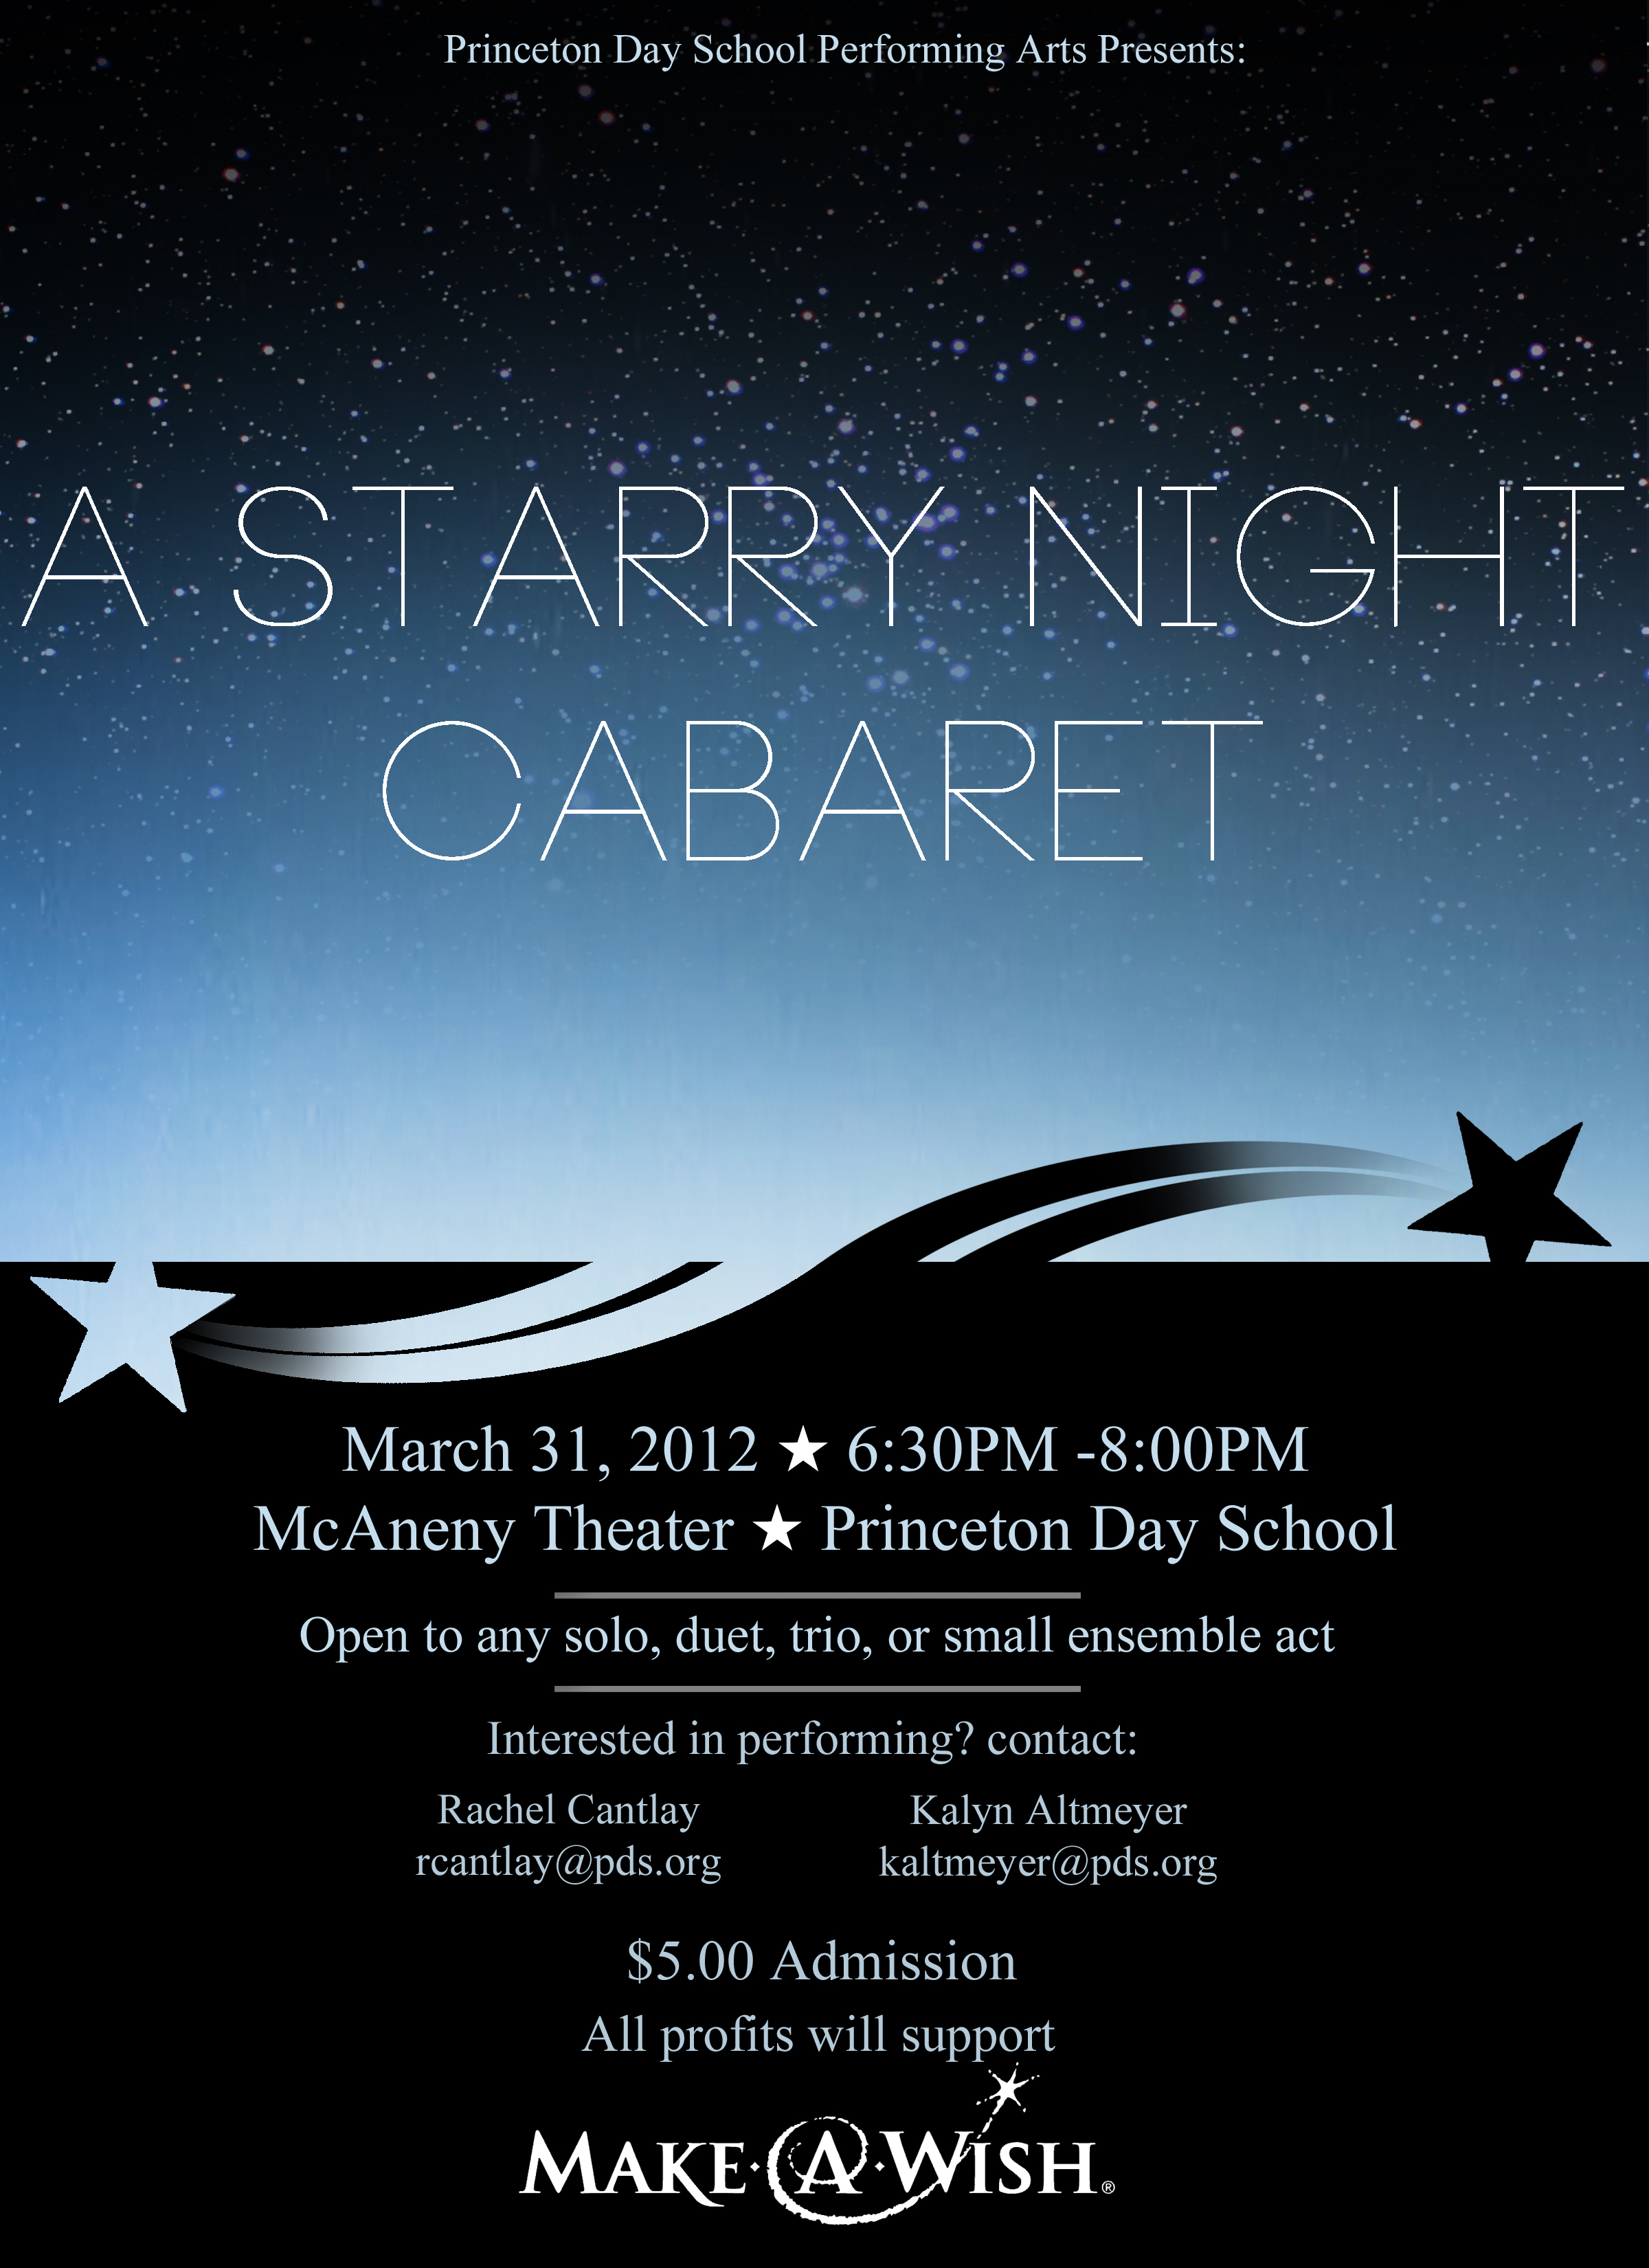 Princeton Day School Performing Arts Presents:
A STARRY NIGHT
CABARET
March 31, 2012 ★ 6:30PM -8:00PM
McAneny Theater ★ Princeton Day School
Open to any solo, duet, trio, or small ensemble act
Interested in performing? contact:
Rachel Cantlay
rcantlay@pds.org
Kalyn Altmeyer
kaltmeyer@pds.org
$5.00 Admission
All profits will support
MAKE·A·WISH®